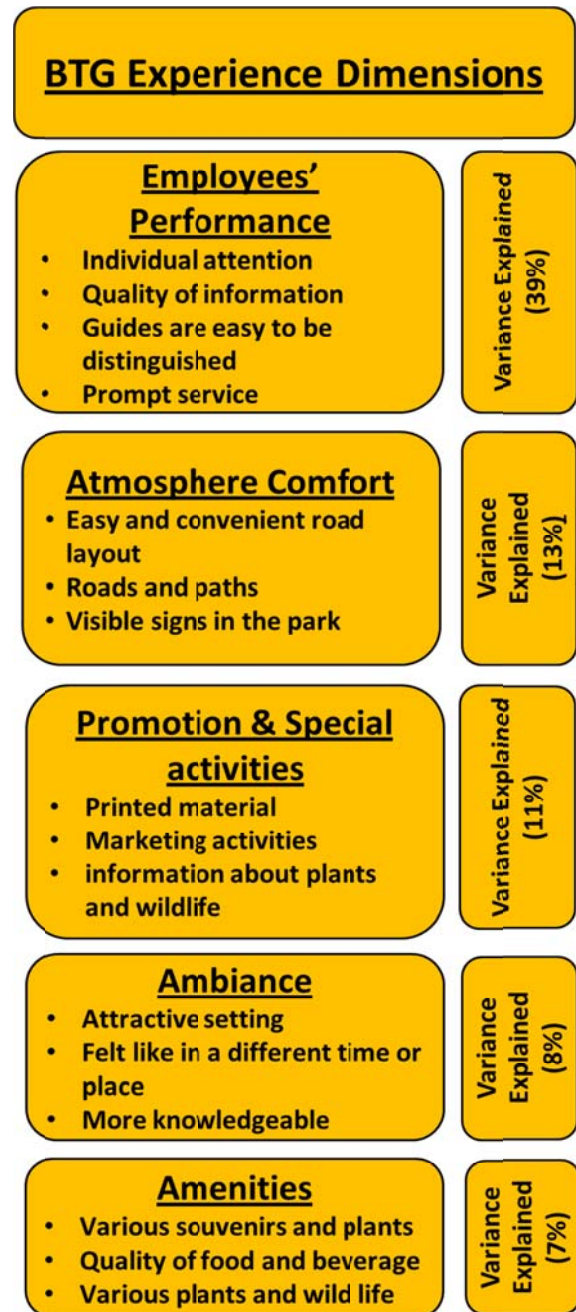 BTG Experience Dimensions
Employees'
Performance
• Individual attention
• Quality of information
• Guides are easy to be
distinguished
• Prompt service
Variance Explained
(39%)
Atmosphere Comfort
• Easy and convenient road
layout
• Roads and paths
• Visible signs in the park
Variance
Explained
(13%)
Promotion & Special
activities
• Printed material
• Marketing activities
• information about plants
and wildlife
Variance Explained
(11%)
Ambiance
• Attractive setting
• Felt like in a different time or
place
• More knowledgeable
Variance
Explained
(8%)
Amenities
• Various souvenirs and plants
• Quality of food and beverage
• Various plants and wild life
Variance
Explained
(7%)